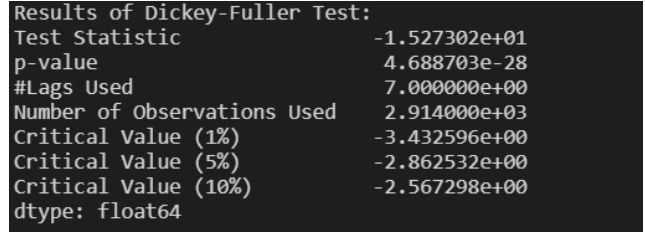 Results of Dickey-Fuller Test:
Test Statistic                -1.527302e+01
p-value                        4.688703e-28
#Lags Used                     7.000000e+00
Number of Observations Used    2.914000e+03
Critical Value (1%)           -3.432596e+00
Critical Value (5%)           -2.862532e+00
Critical Value (10%)          -2.567298e+00
dtype: float64